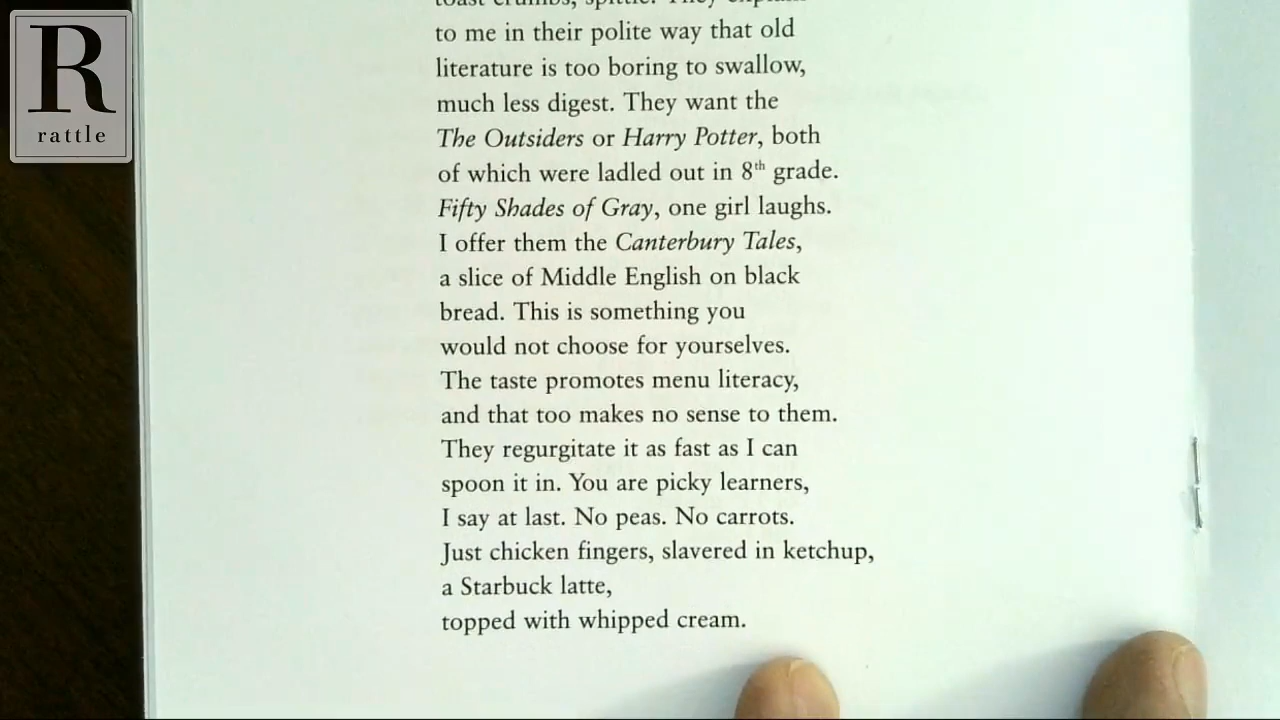 R
rattle
toast crumbs, spittle. They explain
to me in their polite way that old
literature is too boring to swallow,
much less digest. They want the
The Outsiders or Harry Potter, both
of which were ladled out in 8th grade.
Fifty Shades of Gray, one girl laughs.
I offer them the Canterbury Tales,
a slice of Middle English on black
bread. This is something you
would not choose for yourselves.
The taste promotes menu literacy,
and that too makes no sense to them.
They regurgitate it as fast as I can
spoon it in. You are picky learners,
I say at last. No peas. No carrots.
Just chicken fingers, slavered in ketchup,
a Starbuck latte,
topped with whipped cream.